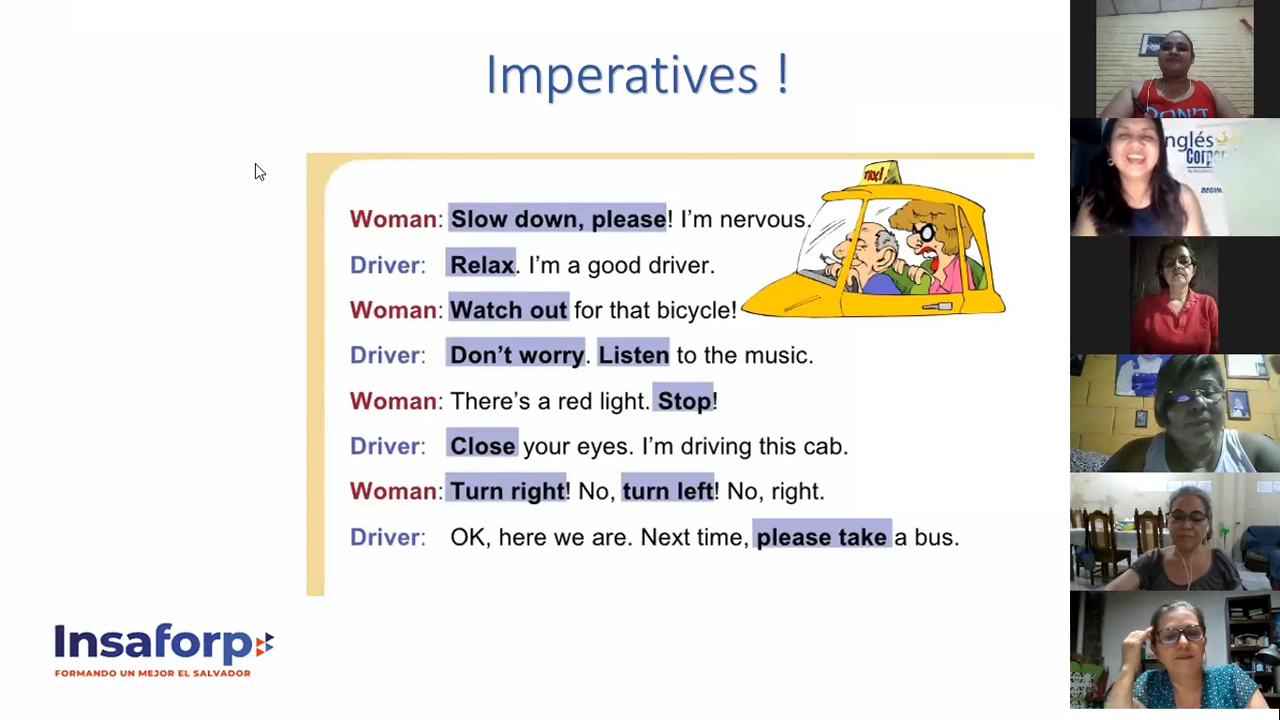 Imperatives !
TAXI
Woman: Slow down, please! I'm nervous.
Driver: Relax. I'm a good driver.
Woman: Watch out for that bicycle!
Driver: Don't worry. Listen to the music.
Woman: There's a red light. Stop!
Driver: Close your eyes. I'm driving this cab.
Woman: Turn right! No, turn left! No, right.
Driver: OK, here we are. Next time, please take a bus.
Insaforp
FORMANDO UN MEJOR EL SALVADOR
DON'T